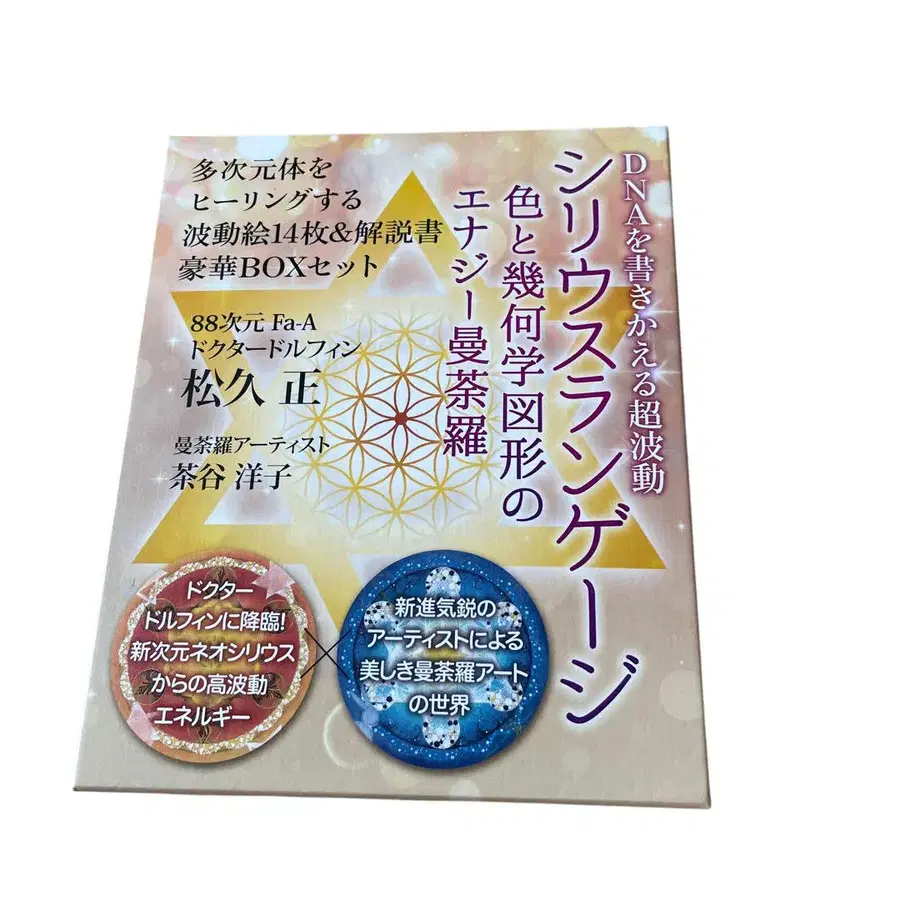 DNAを書きかえる超波動
シリウスランゲージ
色と幾何学図形の
エナジー曼荼羅
多次元体を
ヒーリングする
波動絵14枚&解説書
豪華BOXセット
88次元 Fa-A
ドクタードルフィン
松久 正
曼荼羅アーティスト
茶谷 洋子
ドクター
ドルフィンに降臨!
新次元ネオシリウス
からの高波動
エネルギー
×
新進気鋭の
アーティストによる
美しき曼荼羅アート
の世界